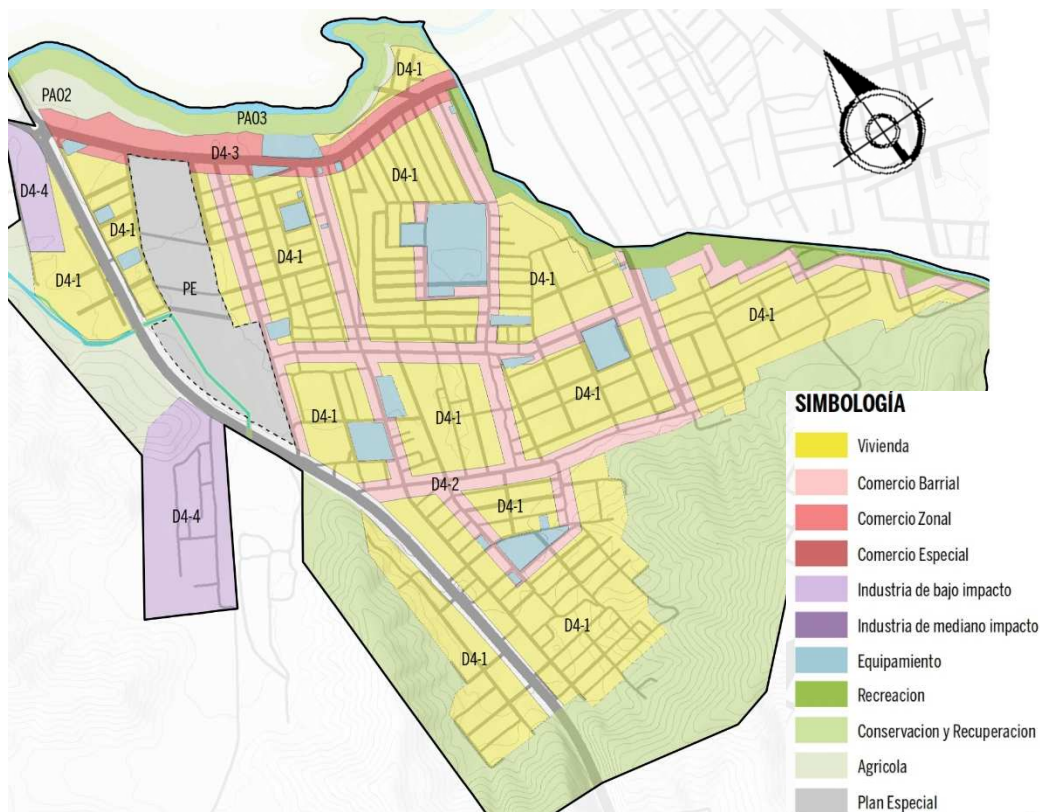 D4-1
PA02
PA03
D4-3
D4-4
D4-1
D4-1
D4-1
D4-1
D4-1
PE
D4-1
D4-1
D4-1
D4-1
D4-1
D4-2
D4-1
D4-4
D4-1
D4-1
SIMBOLOGÍA
Vivienda
Comercio Barrial
Comercio Zonal
Comercio Especial
Industria de bajo impacto
Industria de mediano impacto
Equipamiento
Recreacion
Conservacion y Recuperacion
Agricola
Plan Especial